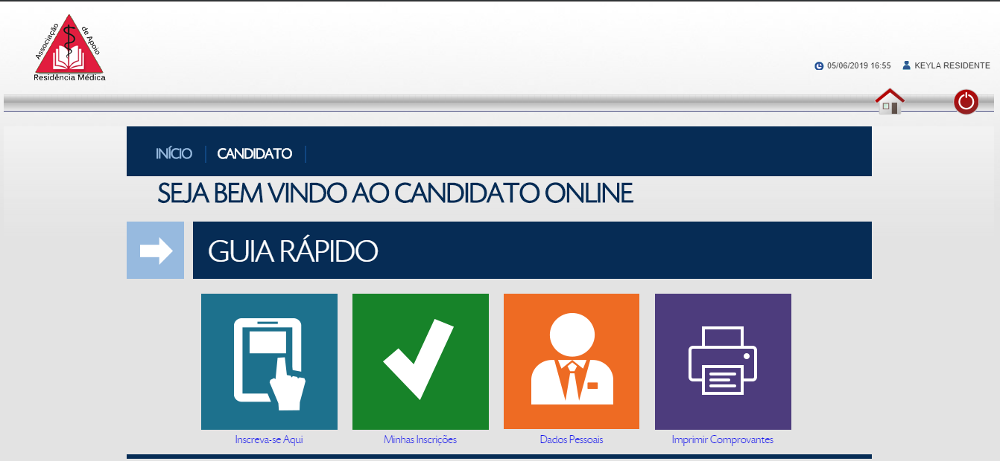 Associação de Apoio
Residência Médica
05/06/2019 16:55 KEYLA RESIDENTE
INÍCIO CANDIDATO
SEJA BEM VINDO AO CANDIDATO ONLINE
GUIA RÁPIDO
Inscreva-se Aqui Minhas Inscrições Dados Pessoais Imprimir Comprovantes